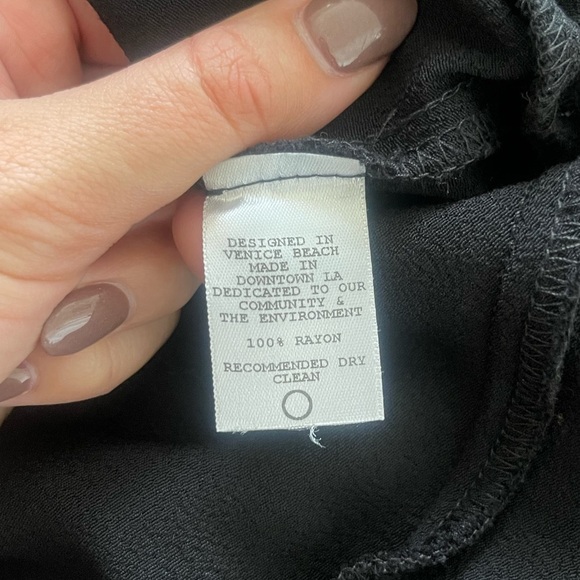 DESIGNED IN
VENICE BEACH
MADE IN
DOWNTOWN LA
DEDICATED TO OUR
COMMUNITY &
THE ENVIRONMENT
100% RAYON
RECOMMENDED DRY
CLEAN